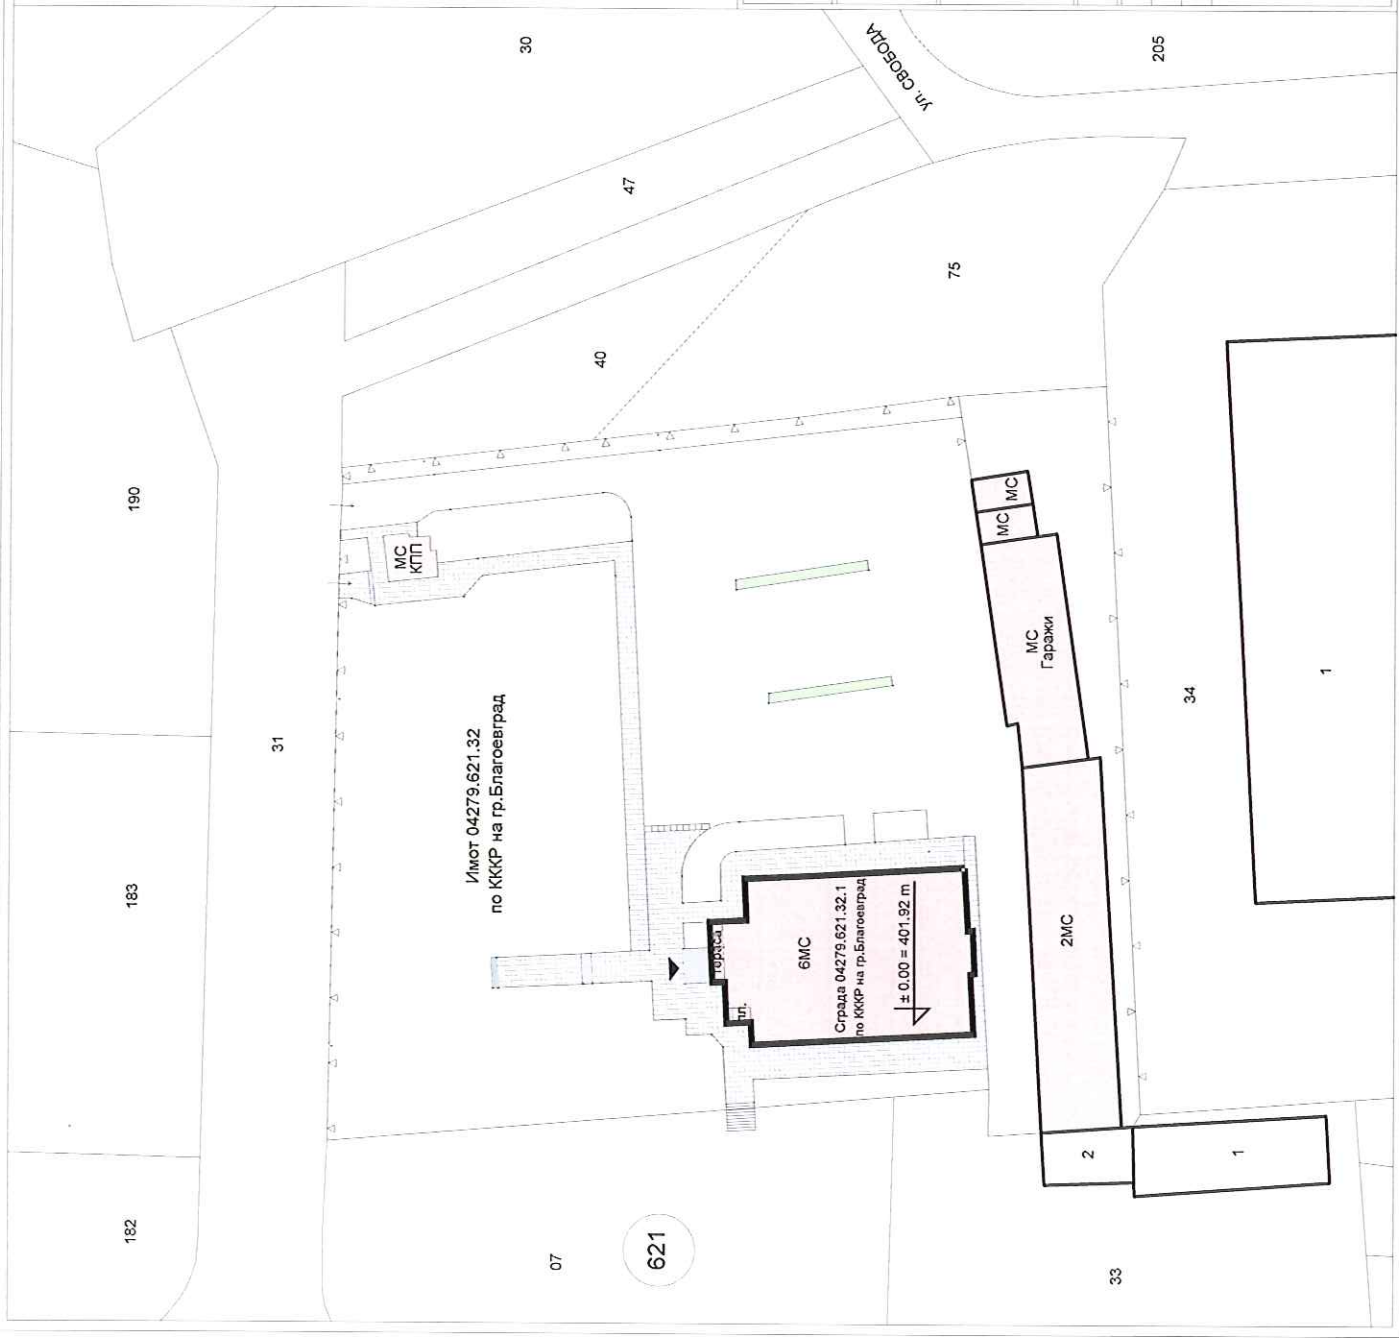 182
183
190
31
30
47
ул. СВОБОДА
205
40
75
МС
КПП
Имот 04279.621.32
по КККР на гр.Благоевград
07
621
тераса
пл.
6МС
Сграда 04279.621.32.1
по КККР на гр.Благоевград
± 0.00 = 401.92 m
МС
МС
МС
Гаражи
2МС
34
1
2
1
33